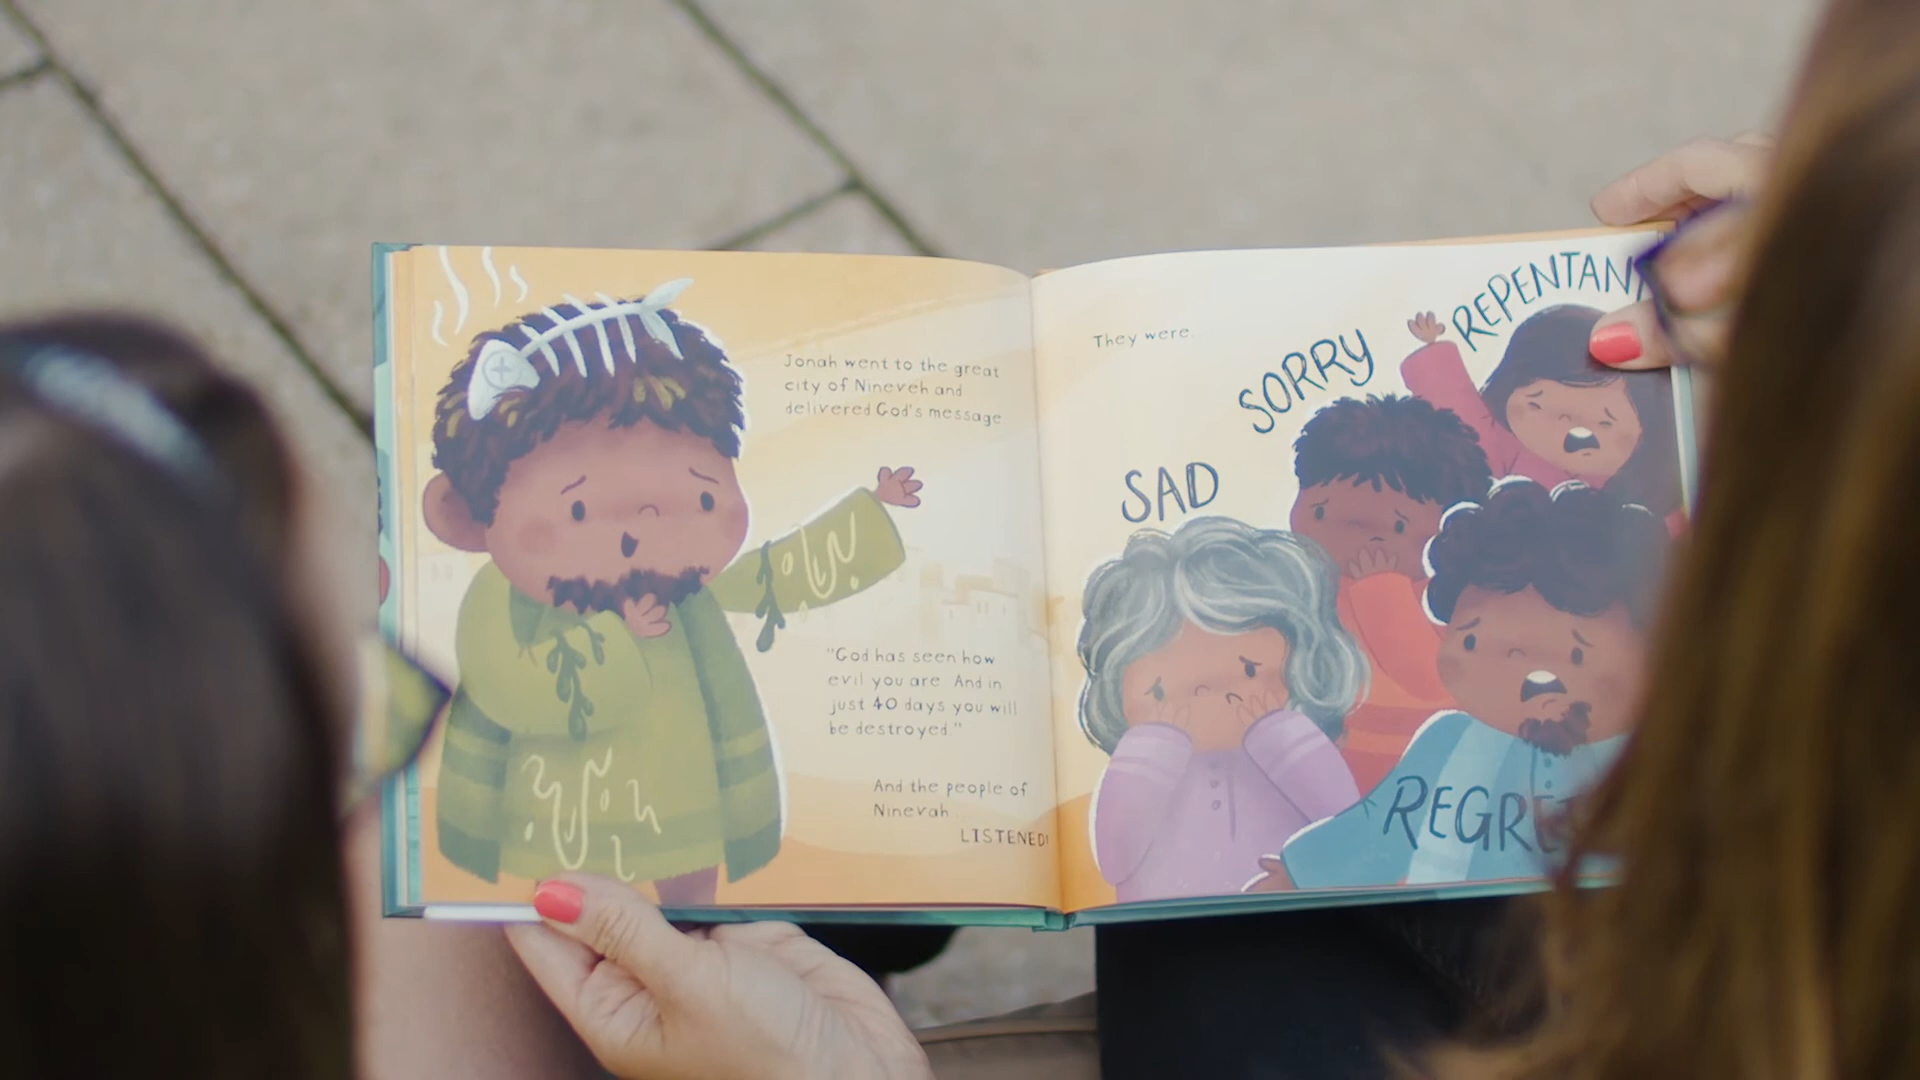 Jonah went to the great
city of Nineveh and
delivered God's message
"God has seen how
evil you are. And in
just 40 days you will
be destroyed."
And the people of
Ninevah
LISTENED!
They were...
SAD
SORRY
REPENTAN
REGRE